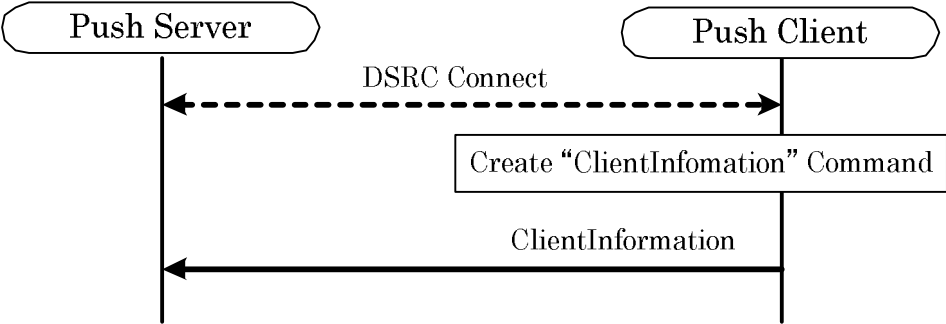 Push Server
Push Client
DSRC Connect
Create “ClientInfomation” Command
ClientInformation